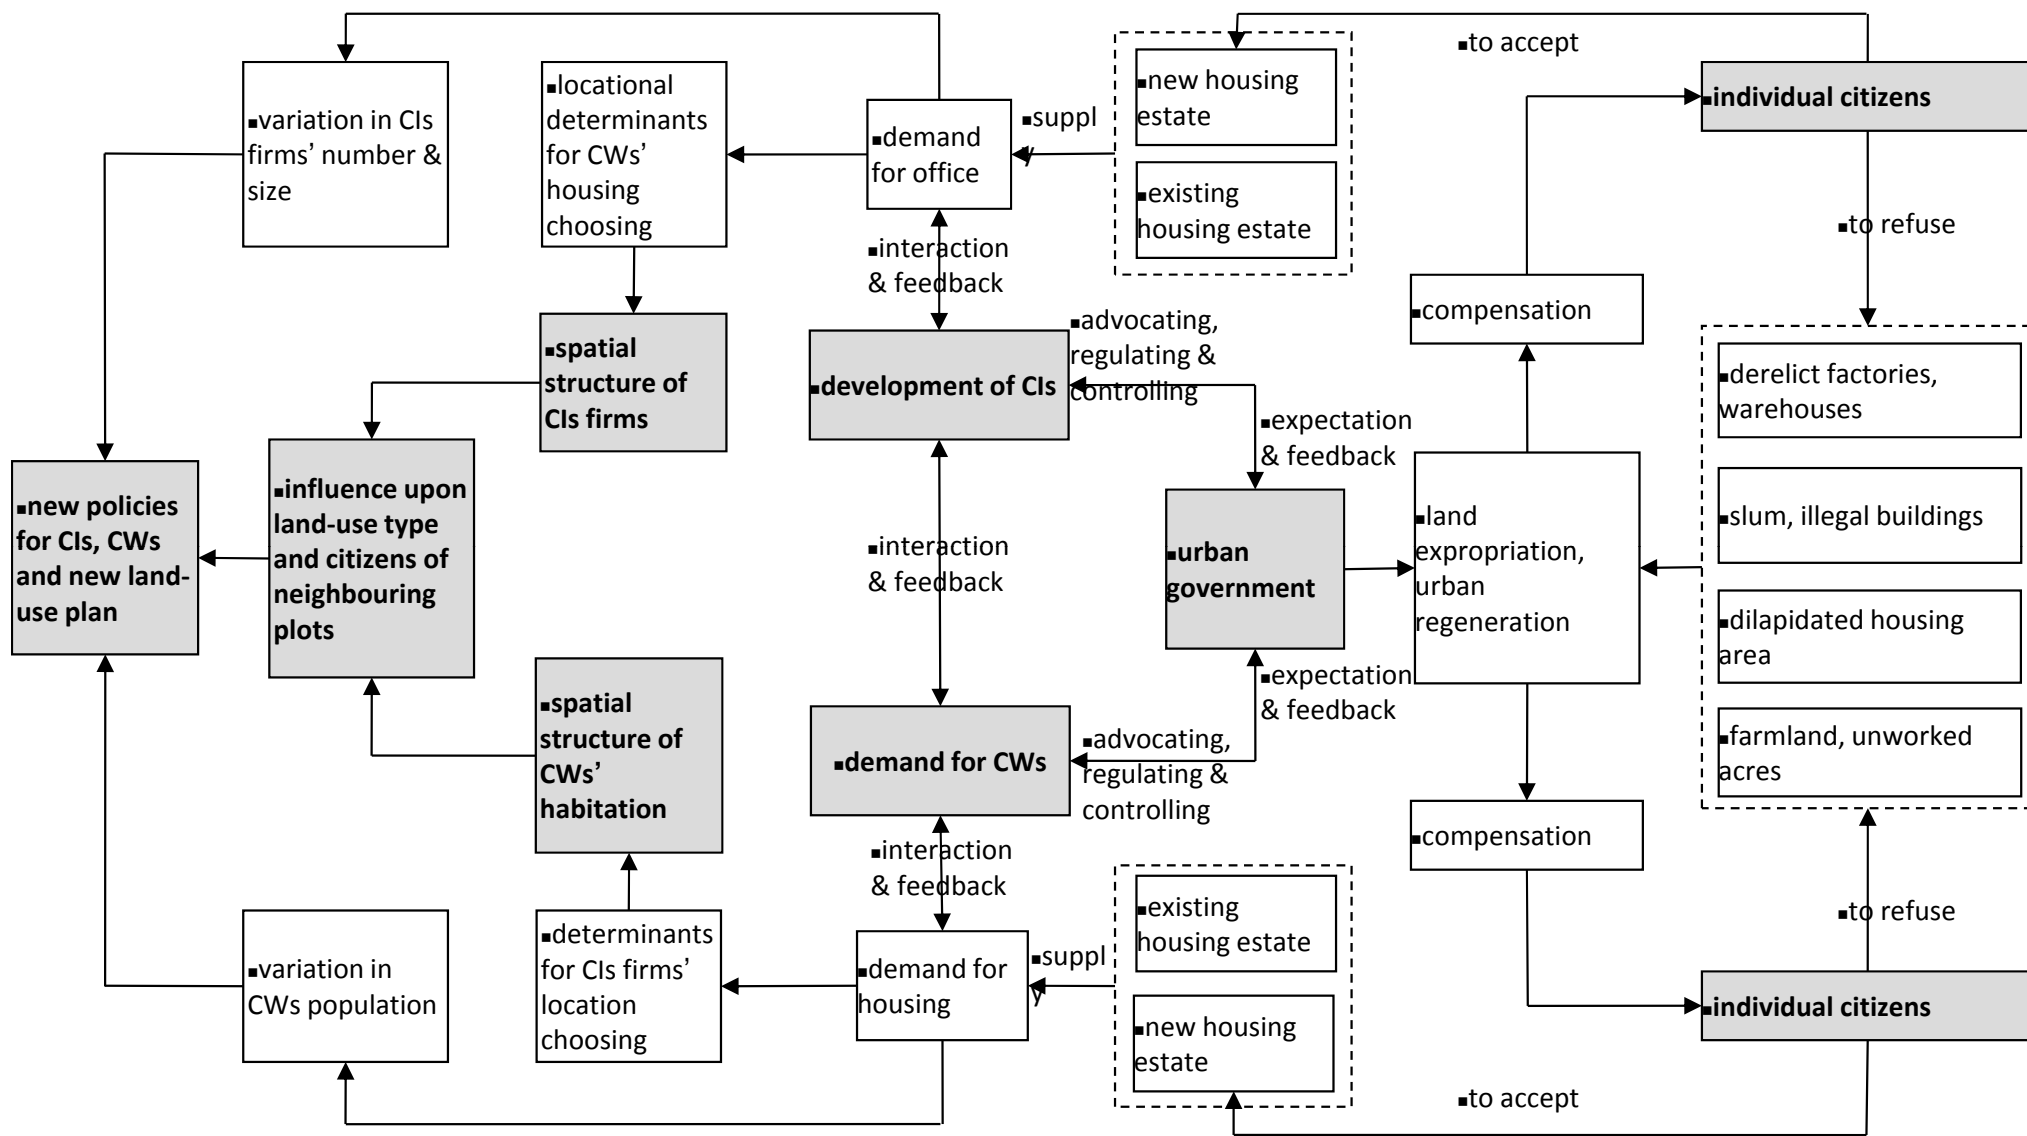 ▪to accept
▪variation in CIs
firms’ number &
size
▪locational
determinants
for CWs’
housing
choosing
▪demand
for office
▪suppl
y
▪new housing
estate
▪existing
housing estate
▪individual citizens
▪to refuse
▪interaction
& feedback
▪compensation
▪spatial
structure of
CIs firms
▪development of CIs
▪advocating,
regulating &
controlling
▪expectation
& feedback
▪derelict factories,
warehouses
▪new policies
for CIs, CWs
and new land-
use plan
▪influence upon
land-use type
and citizens of
neighbouring
plots
▪interaction
& feedback
▪urban
government
▪land
expropriation,
urban
regeneration
▪slum, illegal buildings
▪dilapidated housing
area
▪farmland, unworked
acres
▪spatial
structure of
CWs’
habitation
▪demand for CWs
▪advocating,
regulating &
controlling
▪expectation
& feedback
▪compensation
▪interaction
& feedback
▪variation in
CWs population
▪determinants
for CIs firms’
location
choosing
▪demand for
housing
▪suppl
y
▪existing
housing estate
▪new housing
estate
▪to refuse
▪individual citizens
▪to accept